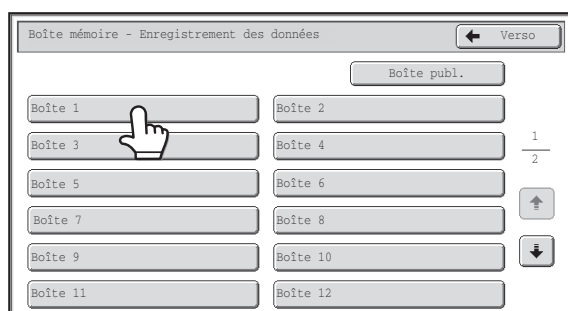 Boîte mémoire - Enregistrement des données
Verso
Boîte publ.
Boîte 1
Boîte 2
Boîte 3
Boîte 4
1
2
Boîte 5
Boîte 6
Boîte 7
Boîte 8
Boîte 9
Boîte 10
Boîte 11
Boîte 12